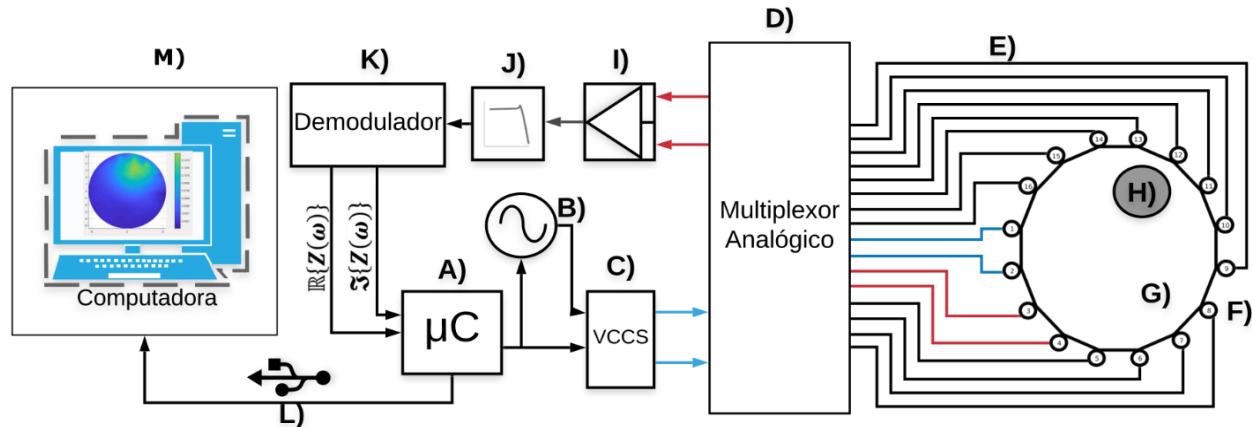 M)
K)
J)
I)
D)
E)
Demodulador
ℝ{Z(ω)}
ℑ{Z(ω)}
B)
A)
C)
μC
VCCS
Multiplexor
Analógico
14
13
15
12
16
11
H)
1
10
2
9
G)
F)
3
8
4
7
5
6
Computadora
L)